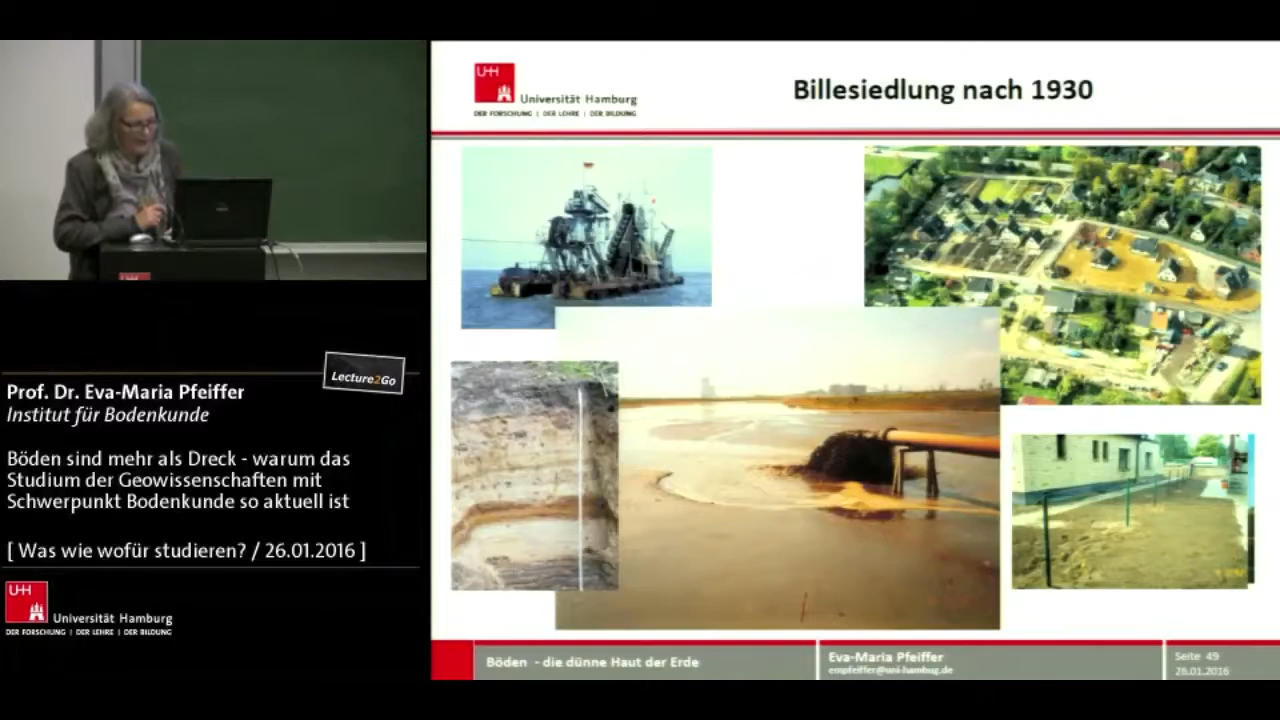 UHH
Universität Hamburg
DER FORSCHUNG | DER LEHRE | DER BILDUNG
Billesiedlung nach 1930
Lecture2Go
Prof. Dr. Eva-Maria Pfeiffer
Institut für Bodenkunde
Böden sind mehr als Dreck - warum das
Studium der Geowissenschaften mit
Schwerpunkt Bodenkunde so aktuell ist
[ Was wie wofür studieren? / 26.01.2016 ]
UHH
Universität Hamburg
DER FORSCHUNG | DER LEHRE | DER BILDUNG
Böden - die dünne Haut der Erde
Eva-Maria Pfeiffer
empfeiffer@uni-hambug.de
Seite 49
26.01.2016